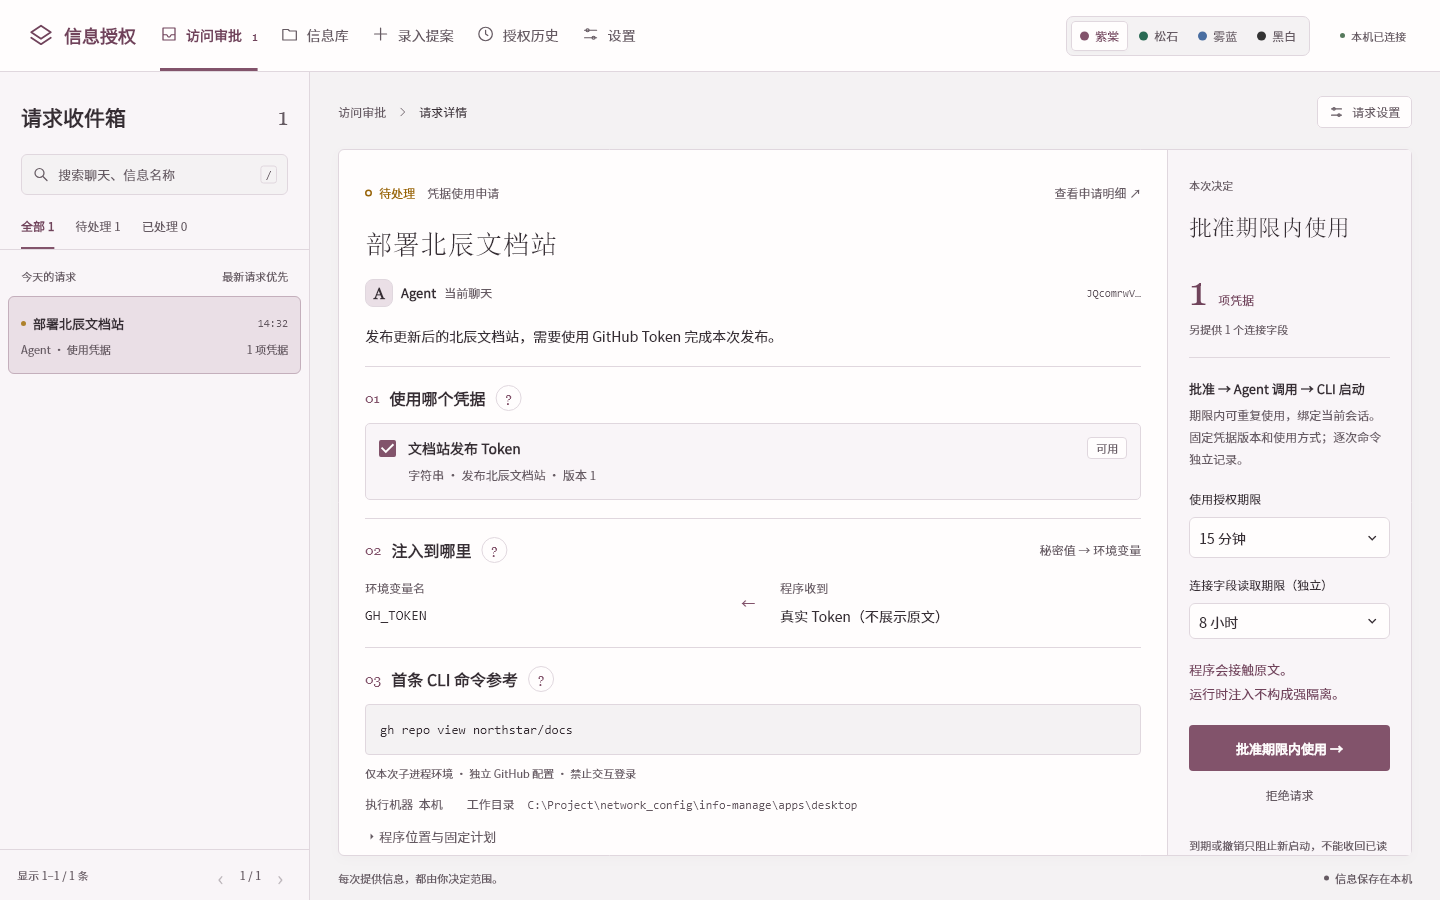 信息授权
访问审批 1
信息库
录入提案
授权历史
设置
紫棠
松石
雾蓝
黑白
本机已连接
请求收件箱 1
搜索聊天、信息名称 /
全部 1
待处理 1
已处理 0
今天的请求 最新请求优先
部署北辰文档站 14:32
Agent · 使用凭据 1 项凭据
显示 1–1 / 1 条 ‹ 1 / 1 ›
访问审批 > 请求详情
请求设置
待处理 凭据使用申请 查看申请明细 ↗
部署北辰文档站
A Agent 当前聊天 JQcomrwV…
发布更新后的北辰文档站，需要使用 GitHub Token 完成本次发布。
01 使用哪个凭据 ?
文档站发布 Token 可用
字符串 · 发布北辰文档站 · 版本 1
02 注入到哪里 ? 秘密值 → 环境变量
环境变量名 程序收到
GH_TOKEN ← 真实 Token（不展示原文）
03 首条 CLI 命令参考 ?
gh repo view northstar/docs
仅本次子进程环境 · 独立 GitHub 配置 · 禁止交互登录
执行机器 本机 工作目录 C:\Project\network_config\info-manage\apps\desktop
程序位置与固定计划
本次决定
批准期限内使用
1 项凭据
另提供 1 个连接字段
批准 → Agent 调用 → CLI 启动
期限内可重复使用，绑定当前会话。
固定凭据版本和使用方式；逐次命令
独立记录。
使用授权期限
15 分钟
连接字段读取期限（独立）
8 小时
程序会接触原文。
运行时注入不构成强隔离。
批准期限内使用 →
拒绝请求
到期或撤销只阻止新启动，不能收回已读
每次提供信息，都由你决定范围。
信息保存在本机